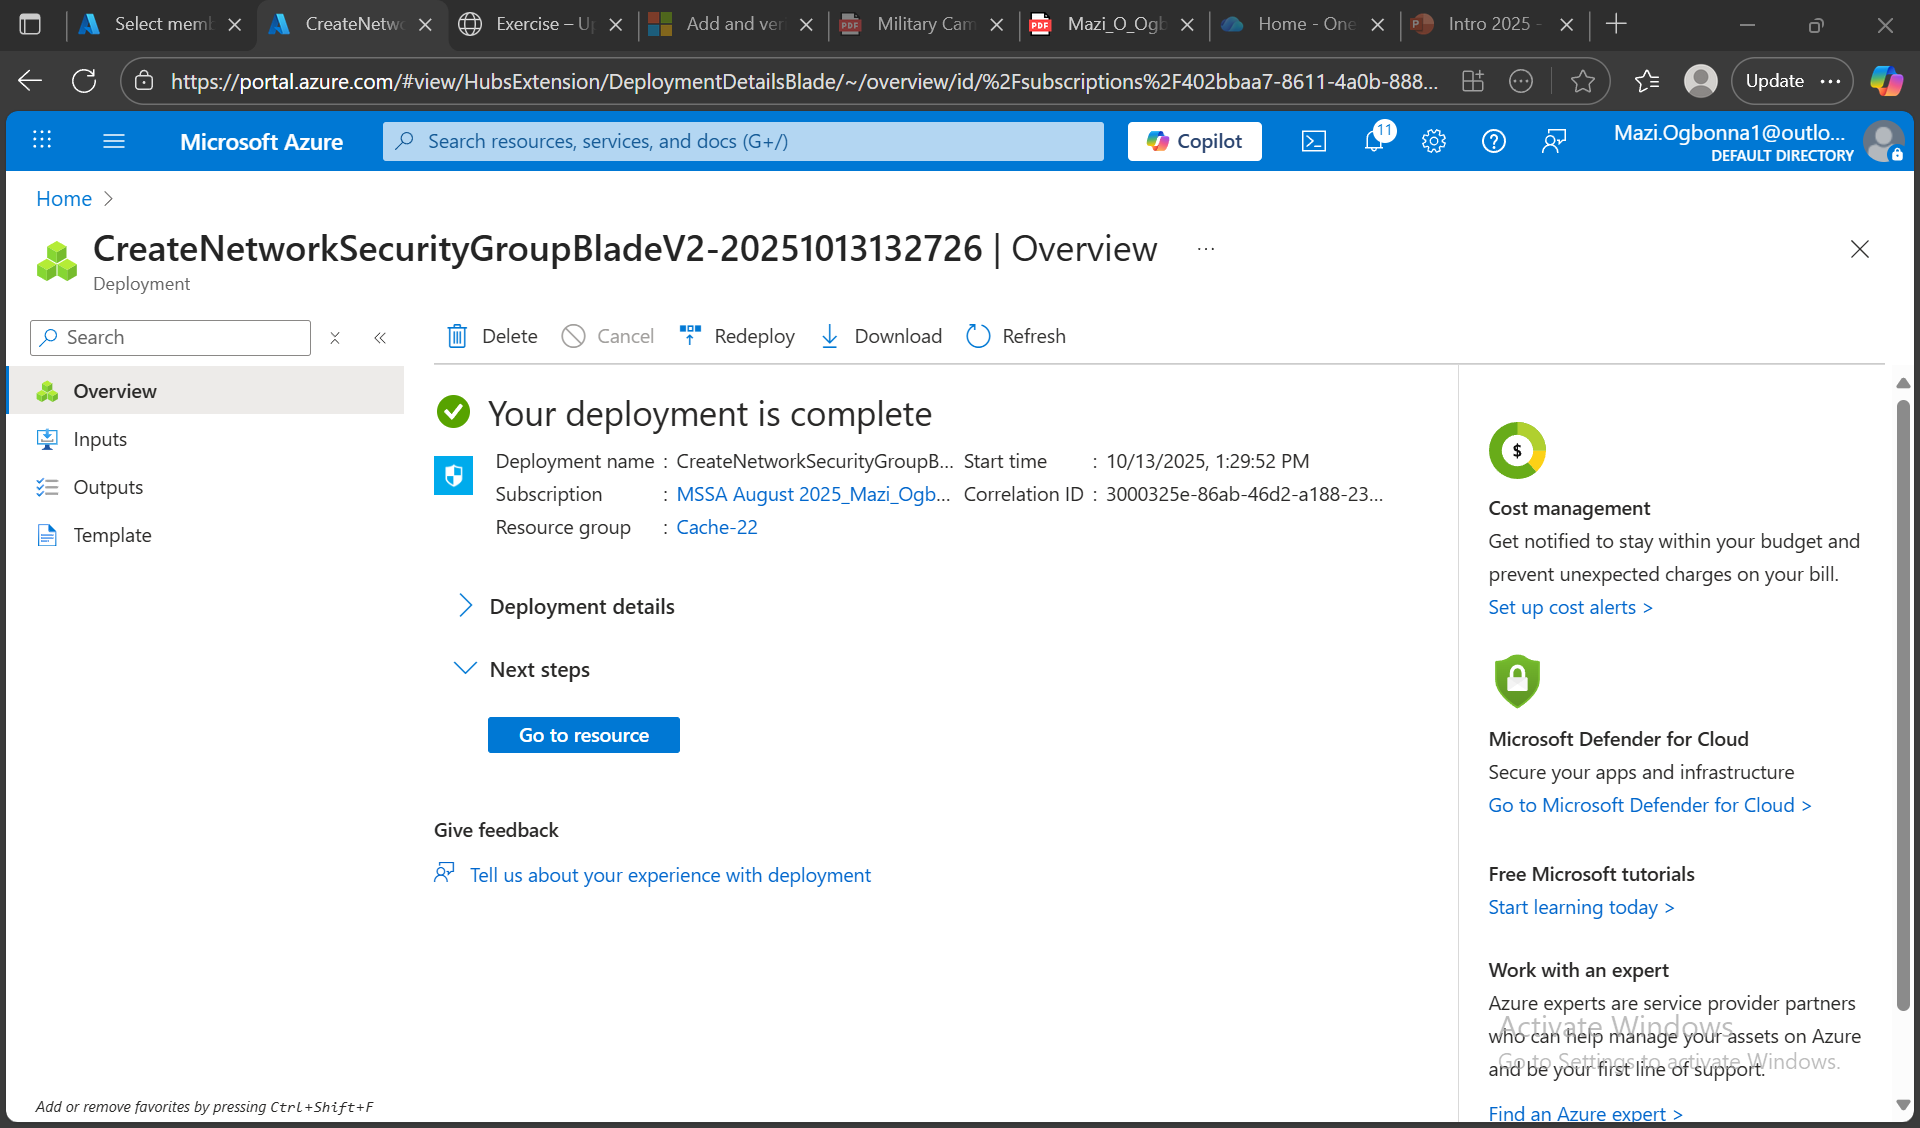 Select memb
CreateNetwo
Exercise – Up
Add and veri
Military Cam
Mazi_O_Ogb
Home - One
Intro 2025 -
https://portal.azure.com/#view/HubsExtension/DeploymentDetailsBlade/~/overview/id/%2Fsubscriptions%2F402bbaa7-8611-4a0b-888...
Update
Microsoft Azure
Search resources, services, and docs (G+/)
Copilot
11
Mazi.Ogbonna1@outlo...
DEFAULT DIRECTORY
Home >
CreateNetworkSecurityGroupBladeV2-20251013132726 | Overview ...
Deployment
Search
Delete
Cancel
Redeploy
Download
Refresh
Overview
Inputs
Outputs
Template
Your deployment is complete
Deployment name : CreateNetworkSecurityGroupB...
Subscription : MSSA August 2025_Mazi_Ogb...
Resource group : Cache-22
Start time : 10/13/2025, 1:29:52 PM
Correlation ID : 3000325e-86ab-46d2-a188-23...
Deployment details
Next steps
Go to resource
Give feedback
Tell us about your experience with deployment
$
Cost management
Get notified to stay within your budget and
prevent unexpected charges on your bill.
Set up cost alerts >
Microsoft Defender for Cloud
Secure your apps and infrastructure
Go to Microsoft Defender for Cloud >
Free Microsoft tutorials
Start learning today >
Work with an expert
Azure experts are service provider partners
who can help manage your assets on Azure
and be your first line of support.
Find an Azure expert >
Activate Windows
Go to Settings to activate Windows.
Add or remove favorites by pressing Ctrl+Shift+F